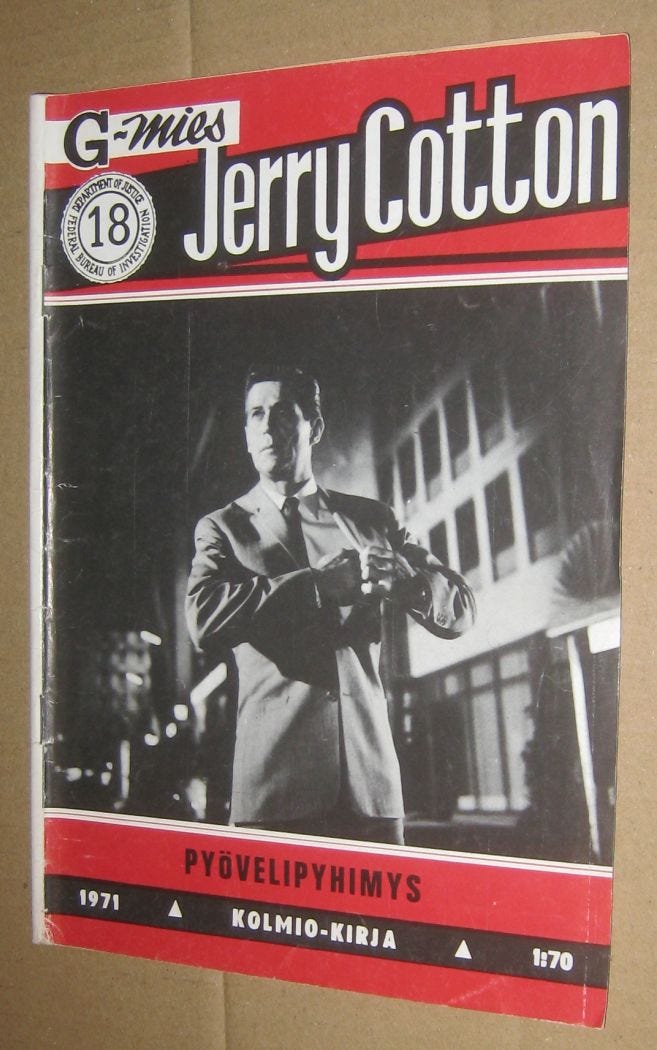 G-mies
Jerry Cotton
DEPARTMENT OF JUSTICE
18
FEDERAL BUREAU OF INVESTIGATION
PYÖVELIPYHIMYS
1971
KOLMIO-KIRJA
1:70